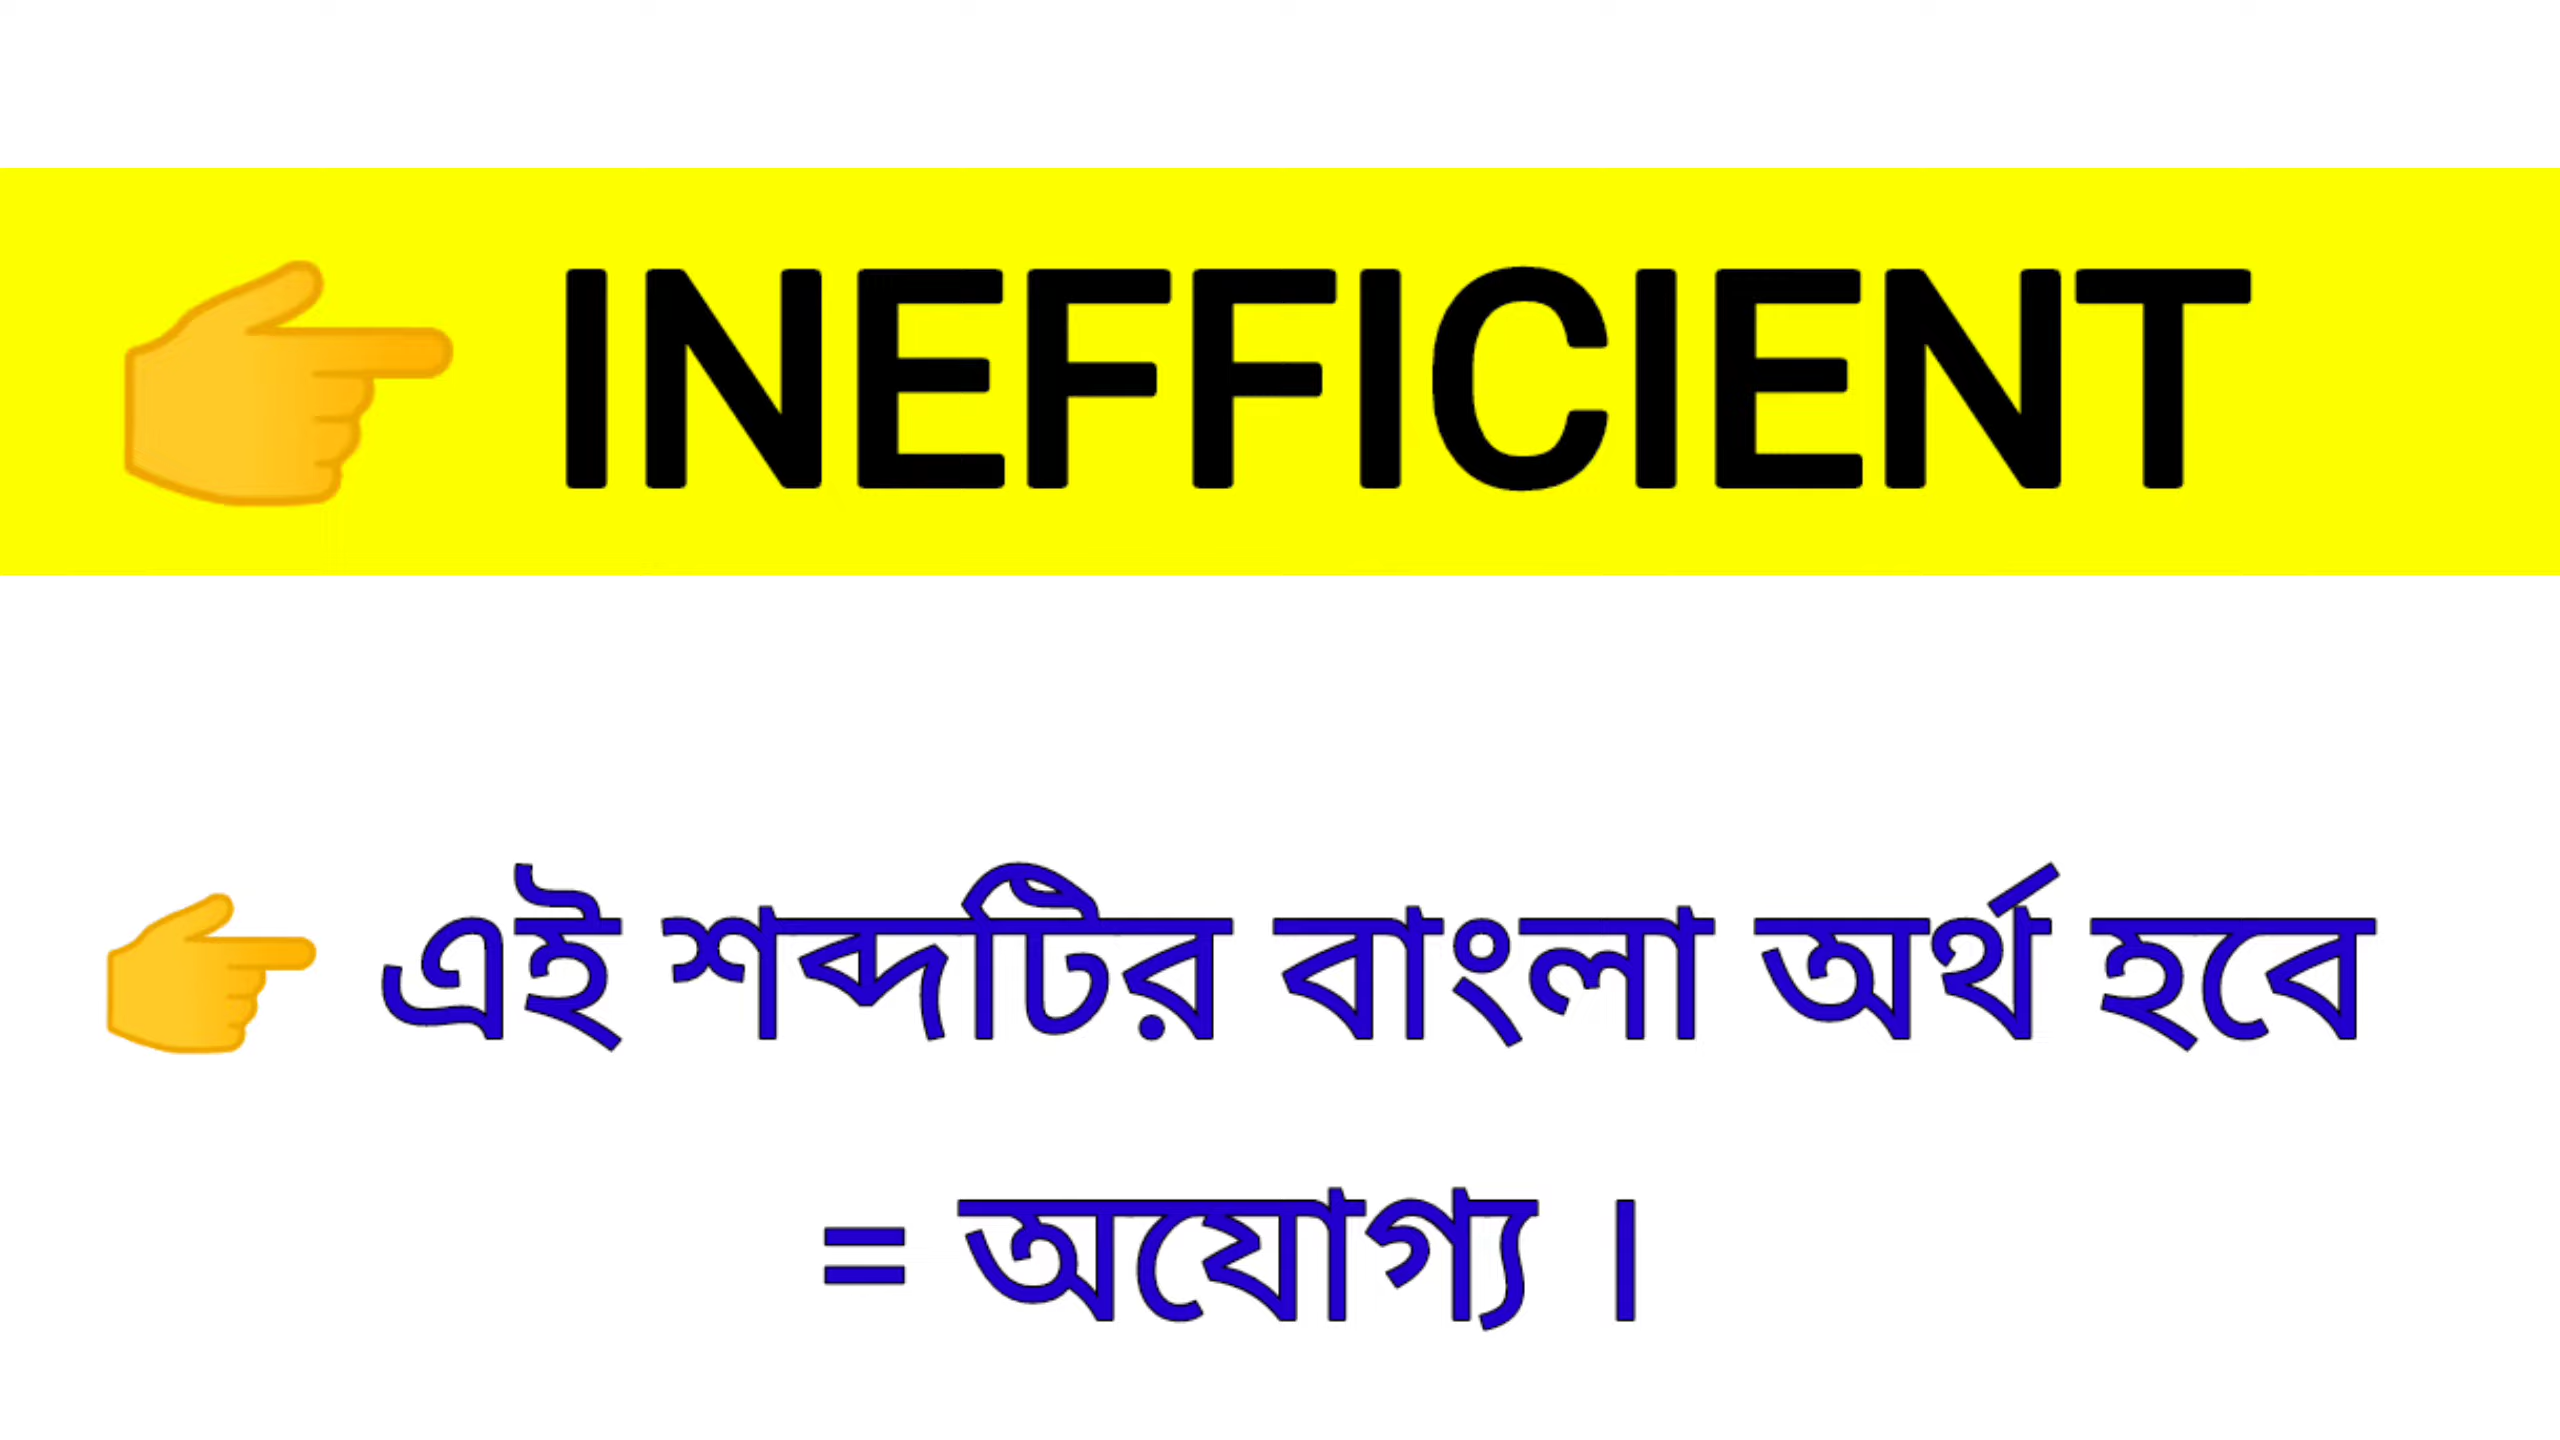 👉 INEFFICIENT
👉 এই শব্দটির বাংলা অর্থ হবে
= অযোগ্য ।